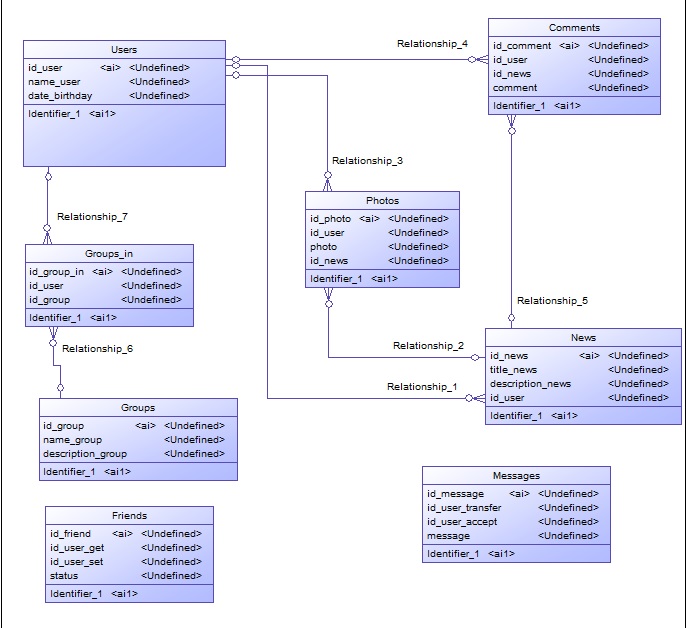 Users
id_user <ai> <Undefined>
name_user <Undefined>
date_birthday <Undefined>
Identifier_1 <ai1>
Relationship_4
Comments
id_comment <ai> <Undefined>
id_user <Undefined>
id_news <Undefined>
comment <Undefined>
Identifier_1 <ai1>
Relationship_3
Photos
id_photo <ai> <Undefined>
id_user <Undefined>
photo <Undefined>
id_news <Undefined>
Identifier_1 <ai1>
Relationship_7
Groups_in
id_group_in <ai> <Undefined>
id_user <Undefined>
id_group <Undefined>
Identifier_1 <ai1>
Relationship_5
Relationship_6
Relationship_2
Relationship_1
News
id_news <ai> <Undefined>
title_news <Undefined>
description_news <Undefined>
id_user <Undefined>
Identifier_1 <ai1>
Groups
id_group <ai> <Undefined>
name_group <Undefined>
description_group <Undefined>
Identifier_1 <ai1>
Messages
id_message <ai> <Undefined>
id_user_transfer <Undefined>
id_user_accept <Undefined>
message <Undefined>
Identifier_1 <ai1>
Friends
id_friend <ai> <Undefined>
id_user_get <Undefined>
id_user_set <Undefined>
status <Undefined>
Identifier_1 <ai1>